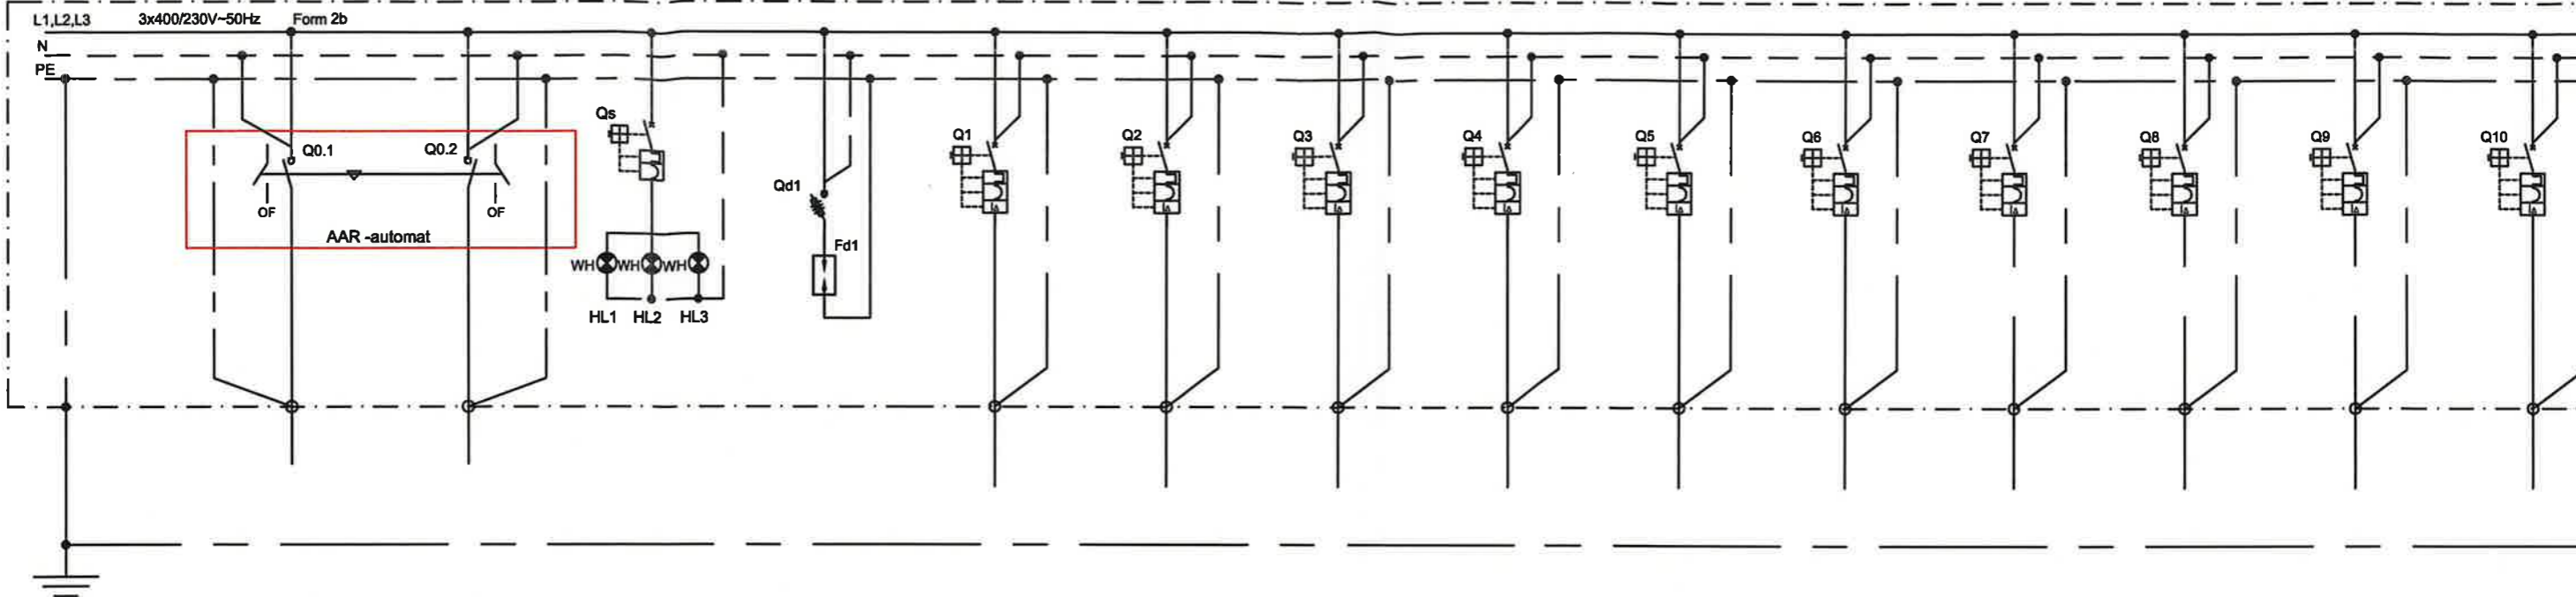 L1,L2,L3 3x400/230V~50Hz Form 2b
N
PE
Qs
Q0.1 Q0.2
Q1 Q2 Q3 Q4 Q5 Q6 Q7 Q8 Q9 Q10
Qd1
OF OF
AAR -automat
Fd1
WH WH WH
HL1 HL2 HL3